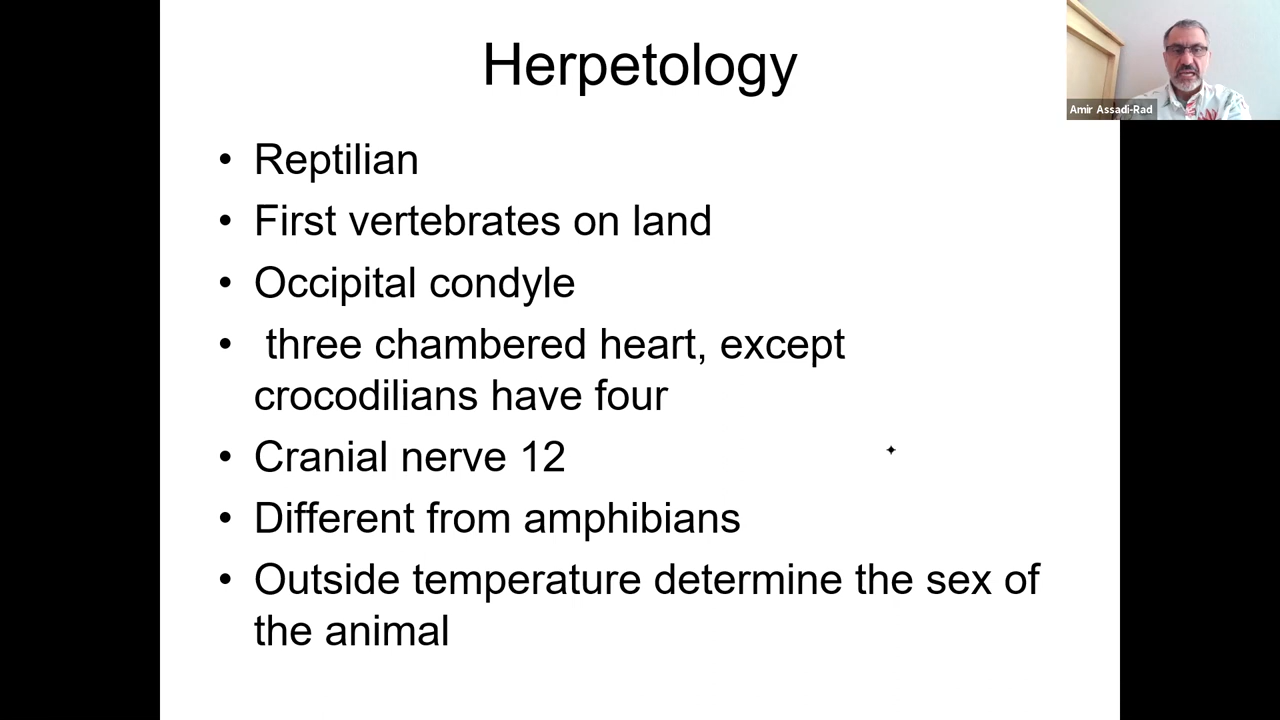 Herpetology
Amir Assadi-Rad
• Reptilian
• First vertebrates on land
• Occipital condyle
• three chambered heart, except
crocodilians have four
• Cranial nerve 12
• Different from amphibians
• Outside temperature determine the sex of
the animal